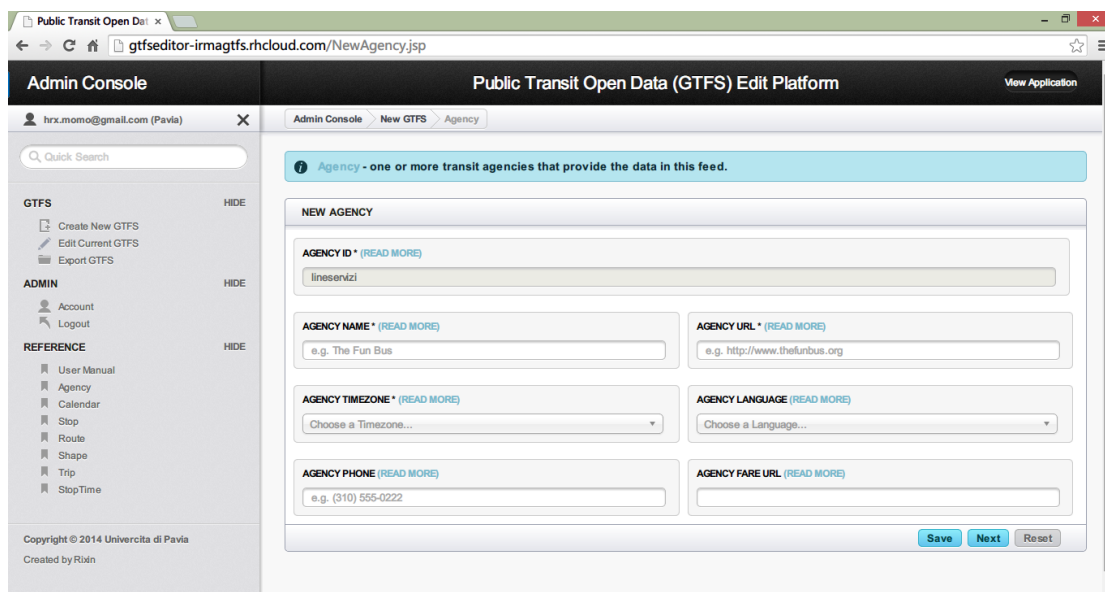 Public Transit Open Dat
gtfseditor-irmagtfs.rhcloud.com/NewAgency.jsp
Admin Console
Public Transit Open Data (GTFS) Edit Platform
View Application
hrx.momo@gmail.com (Pavia)
Admin Console New GTFS Agency
Quick Search
Agency - one or more transit agencies that provide the data in this feed.
GTFS HIDE
Create New GTFS
Edit Current GTFS
Export GTFS
ADMIN HIDE
Account
Logout
REFERENCE HIDE
User Manual
Agency
Calendar
Stop
Route
Shape
Trip
StopTime
Copyright © 2014 Univercita di Pavia
Created by Rixin
NEW AGENCY
AGENCY ID * (READ MORE)
lineservizi
AGENCY NAME * (READ MORE)
e.g. The Fun Bus
AGENCY URL * (READ MORE)
e.g. http://www.thefunbus.org
AGENCY TIMEZONE * (READ MORE)
Choose a Timezone...
AGENCY LANGUAGE (READ MORE)
Choose a Language...
AGENCY PHONE (READ MORE)
e.g. (310) 555-0222
AGENCY FARE URL (READ MORE)
Save Next Reset